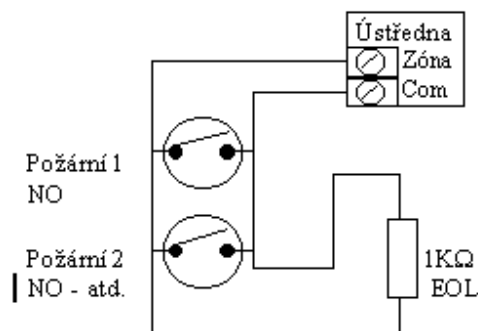 Ústředna
Zóna
Com
Požární 1
NO
Požární 2
NO - atd.
1KΩ
EOL